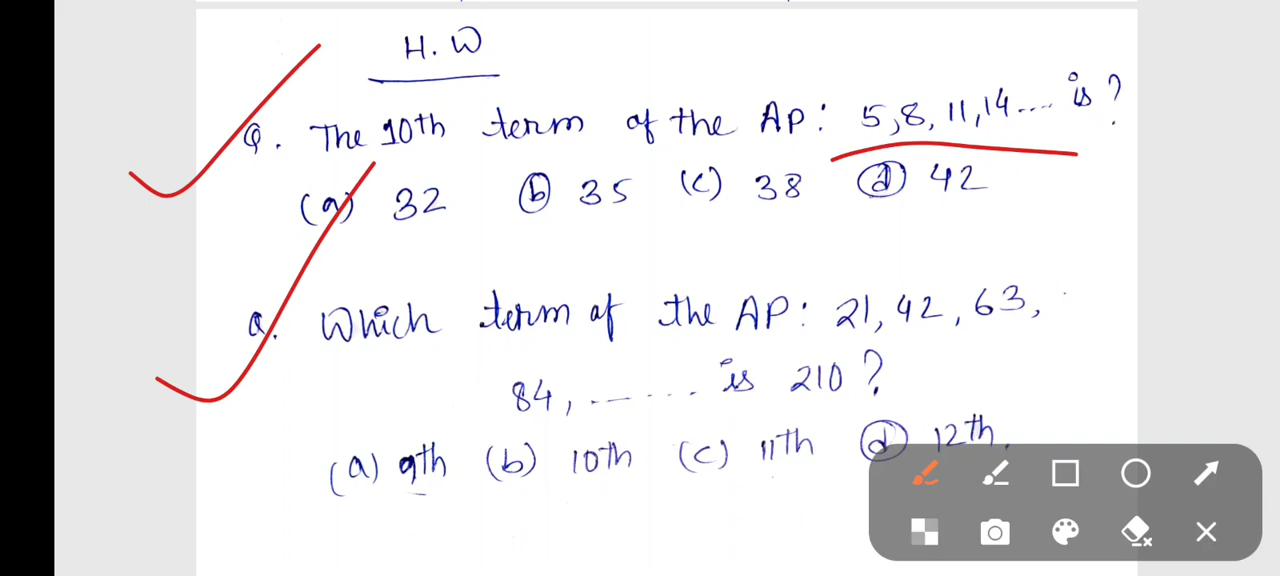 H. W
Q. The 10th term of the AP: 5, 8, 11, 14.... is?
(a) 32 (b) 35 (c) 38 (d) 42
Q. Which term of the AP: 21, 42, 63,
84, ....... is 210?
(a) 9th (b) 10th (c) 11th (d) 12th.